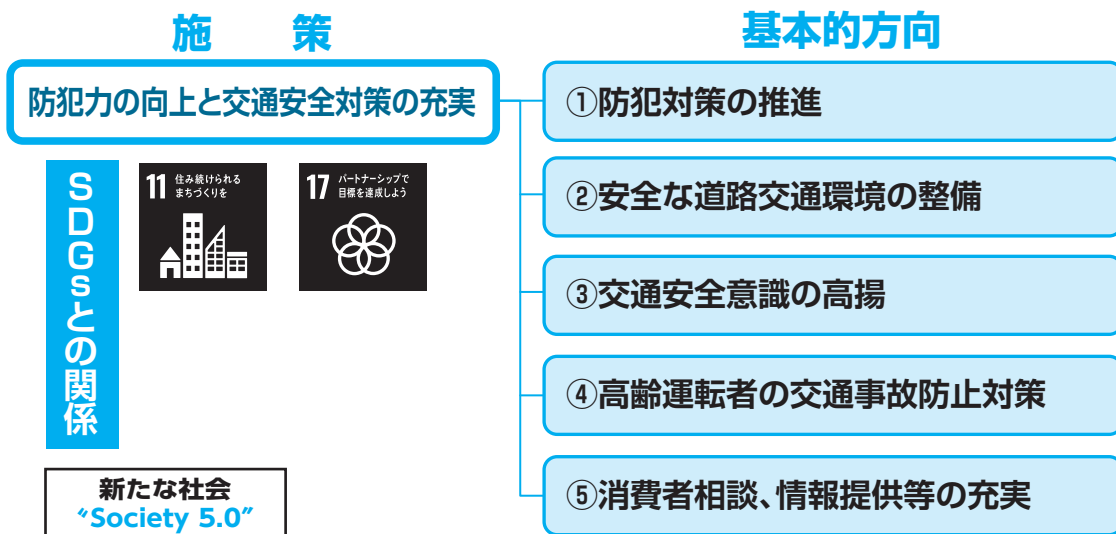 施　策
防犯力の向上と交通安全対策の充実
SDGsとの関係
11 住み続けられる
まちづくりを
17 パートナーシップで
目標を達成しよう
新たな社会
“Society 5.0”
基本的方向
①防犯対策の推進
②安全な道路交通環境の整備
③交通安全意識の高揚
④高齢運転者の交通事故防止対策
⑤消費者相談、情報提供等の充実